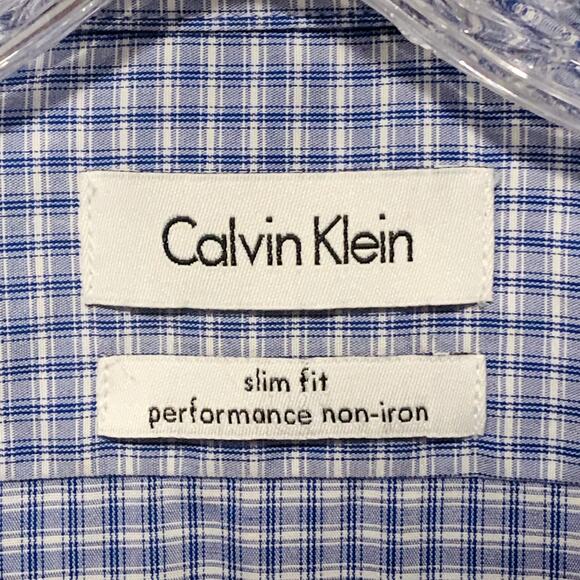 Calvin Klein
slim fit
performance non-iron